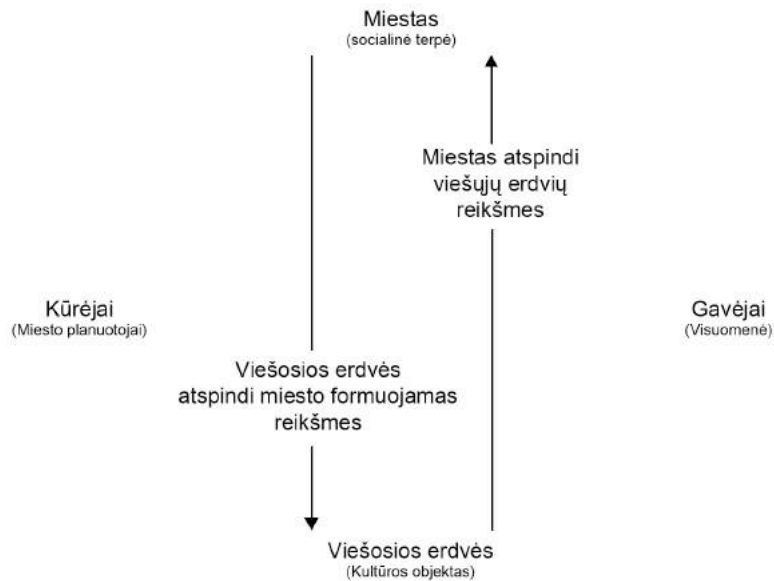 Miestas
(socialinė terpė)
Miestas atspindi
viešųjų erdvių
reikšmes
Kūrėjai
(Miesto planuotojai)
Gavėjai
(Visuomenė)
Viešosios erdvės
atspindi miesto formuojamas
reikšmes
Viešosios erdvės
(Kultūros objektas)